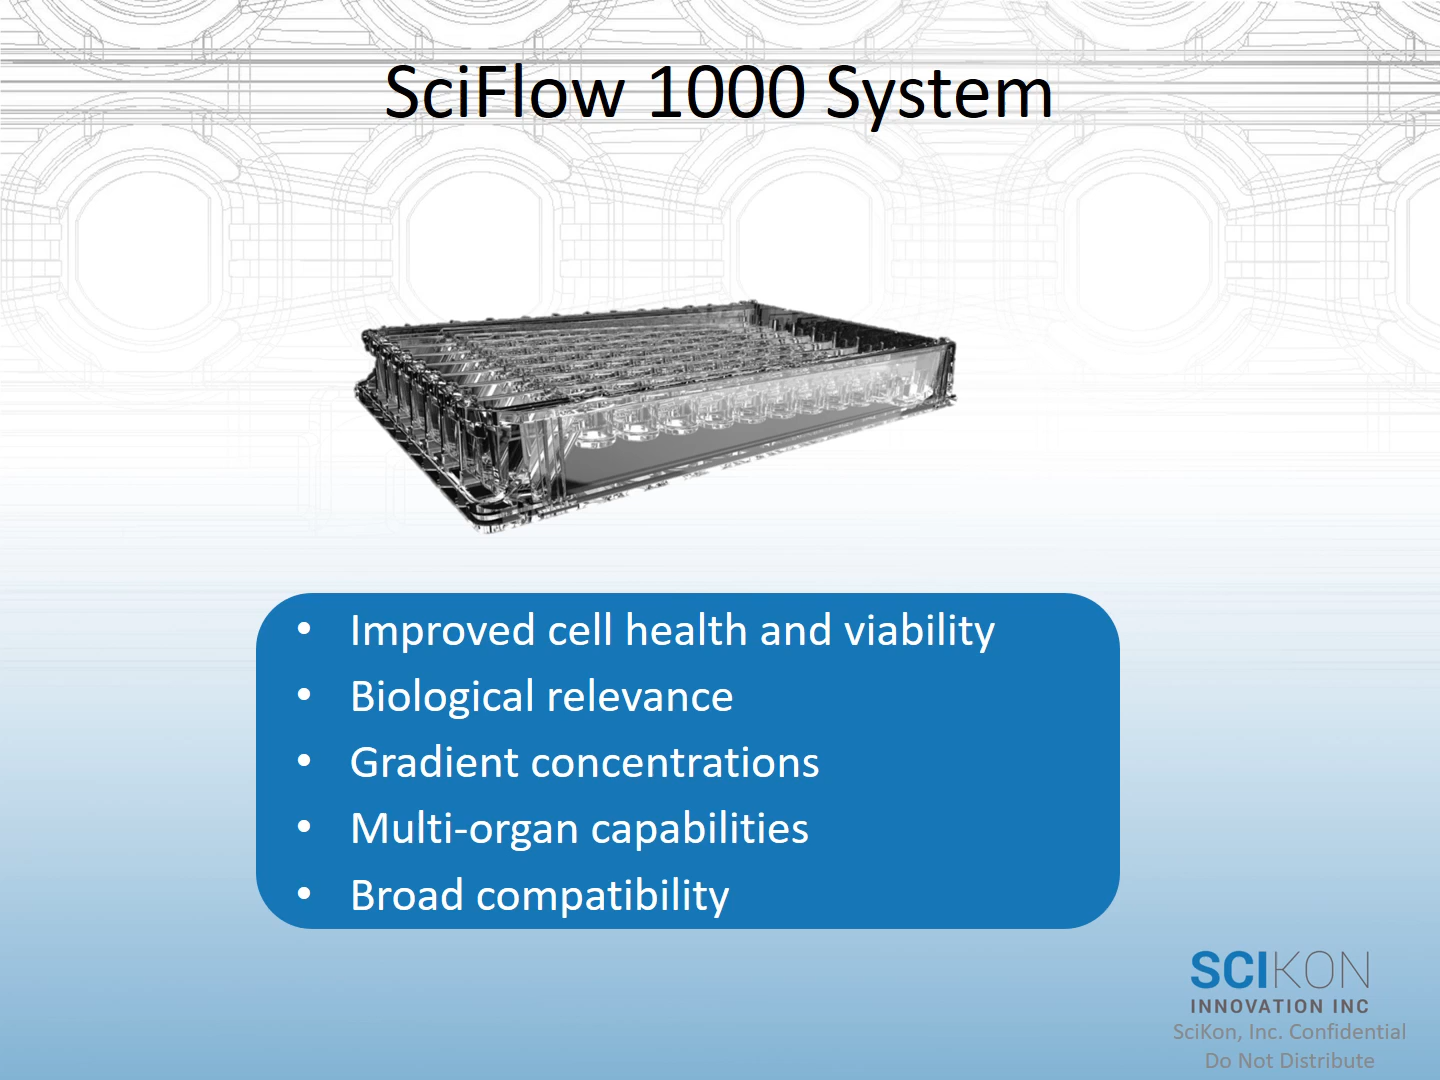 SciFlow 1000 System
• Improved cell health and viability
• Biological relevance
• Gradient concentrations
• Multi-organ capabilities
• Broad compatibility
SCIKON
INNOVATION INC
SciKon, Inc. Confidential
Do Not Distribute